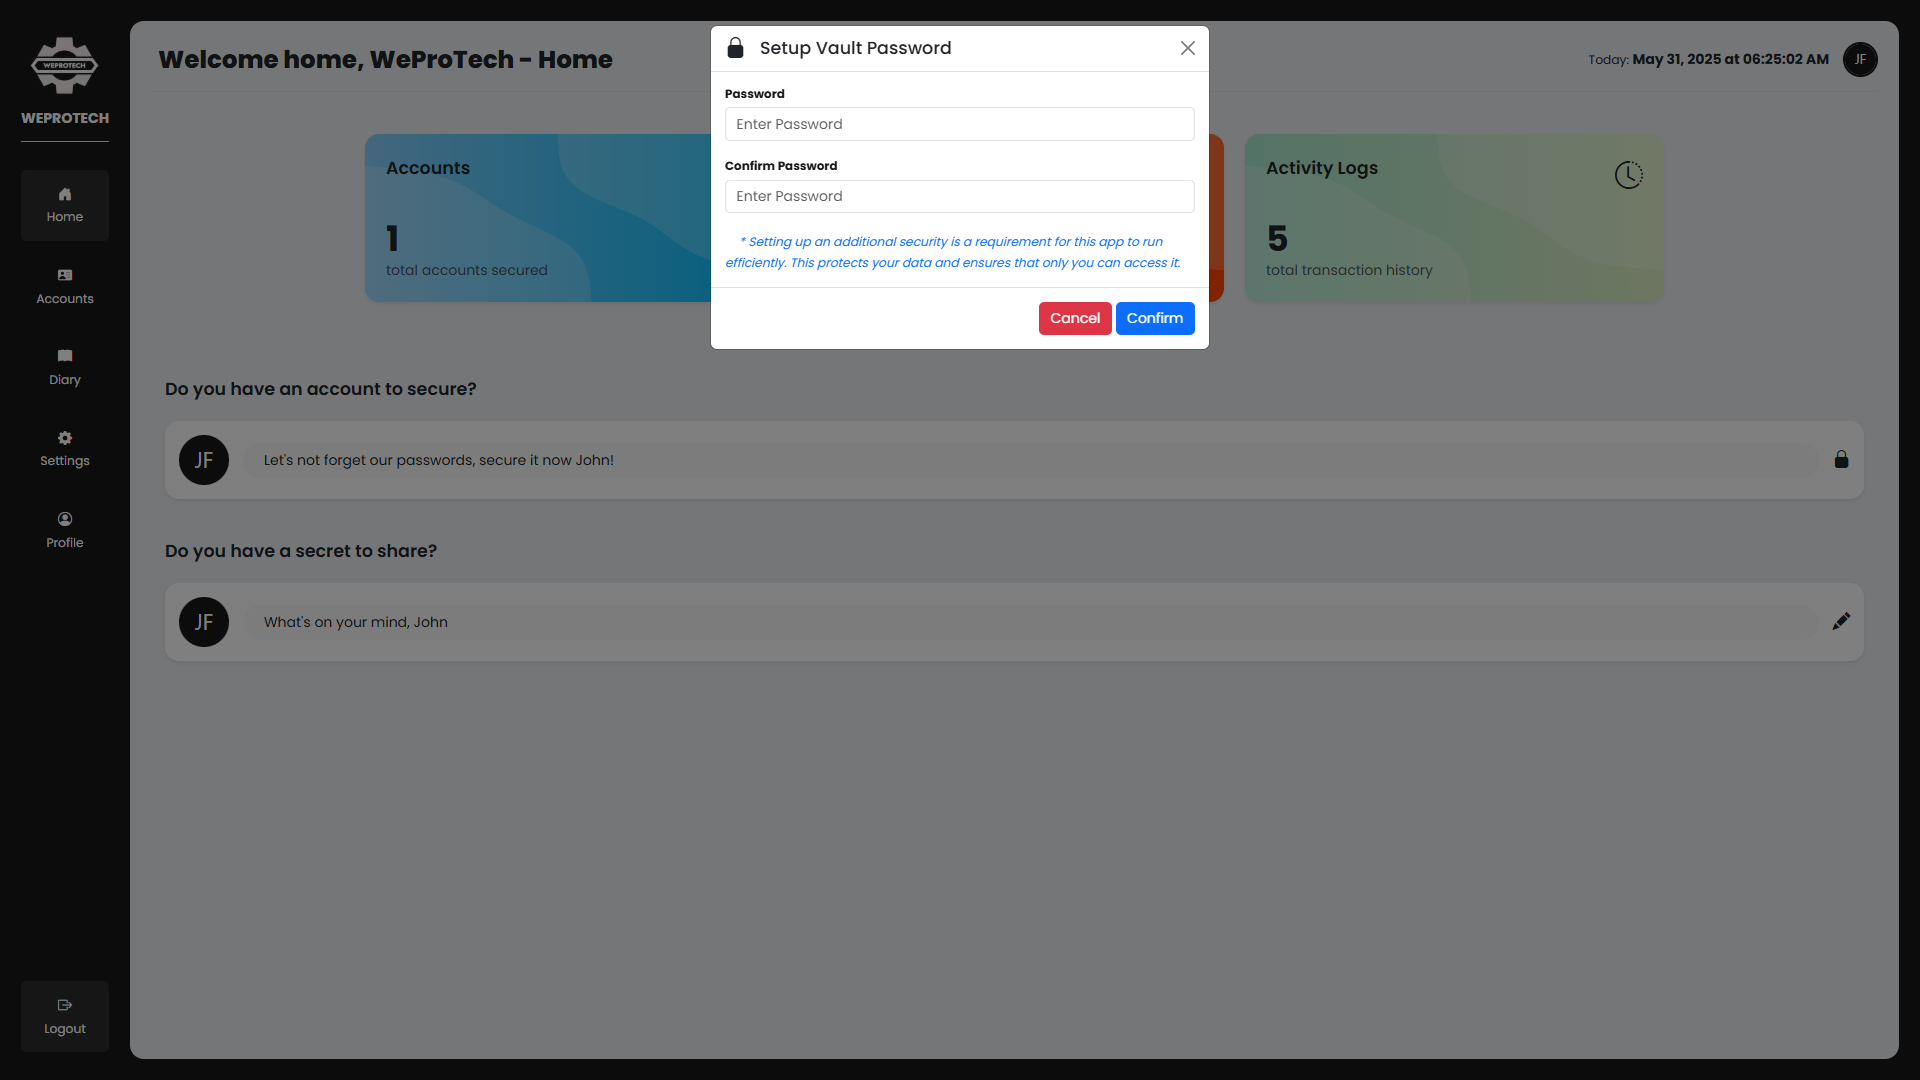 WEPROTECH
WEPROTECH
Home
Accounts
Diary
Settings
Profile
Logout
Welcome home, WeProTech - Home
Today: May 31, 2025 at 06:25:02 AM
JF
Setup Vault Password
Password
Enter Password
Confirm Password
Enter Password
* Setting up an additional security is a requirement for this app to run
efficiently. This protects your data and ensures that only you can access it.
Cancel
Confirm
Accounts
1
total accounts secured
Activity Logs
5
total transaction history
Do you have an account to secure?
JF
Let's not forget our passwords, secure it now John!
Do you have a secret to share?
JF
What's on your mind, John